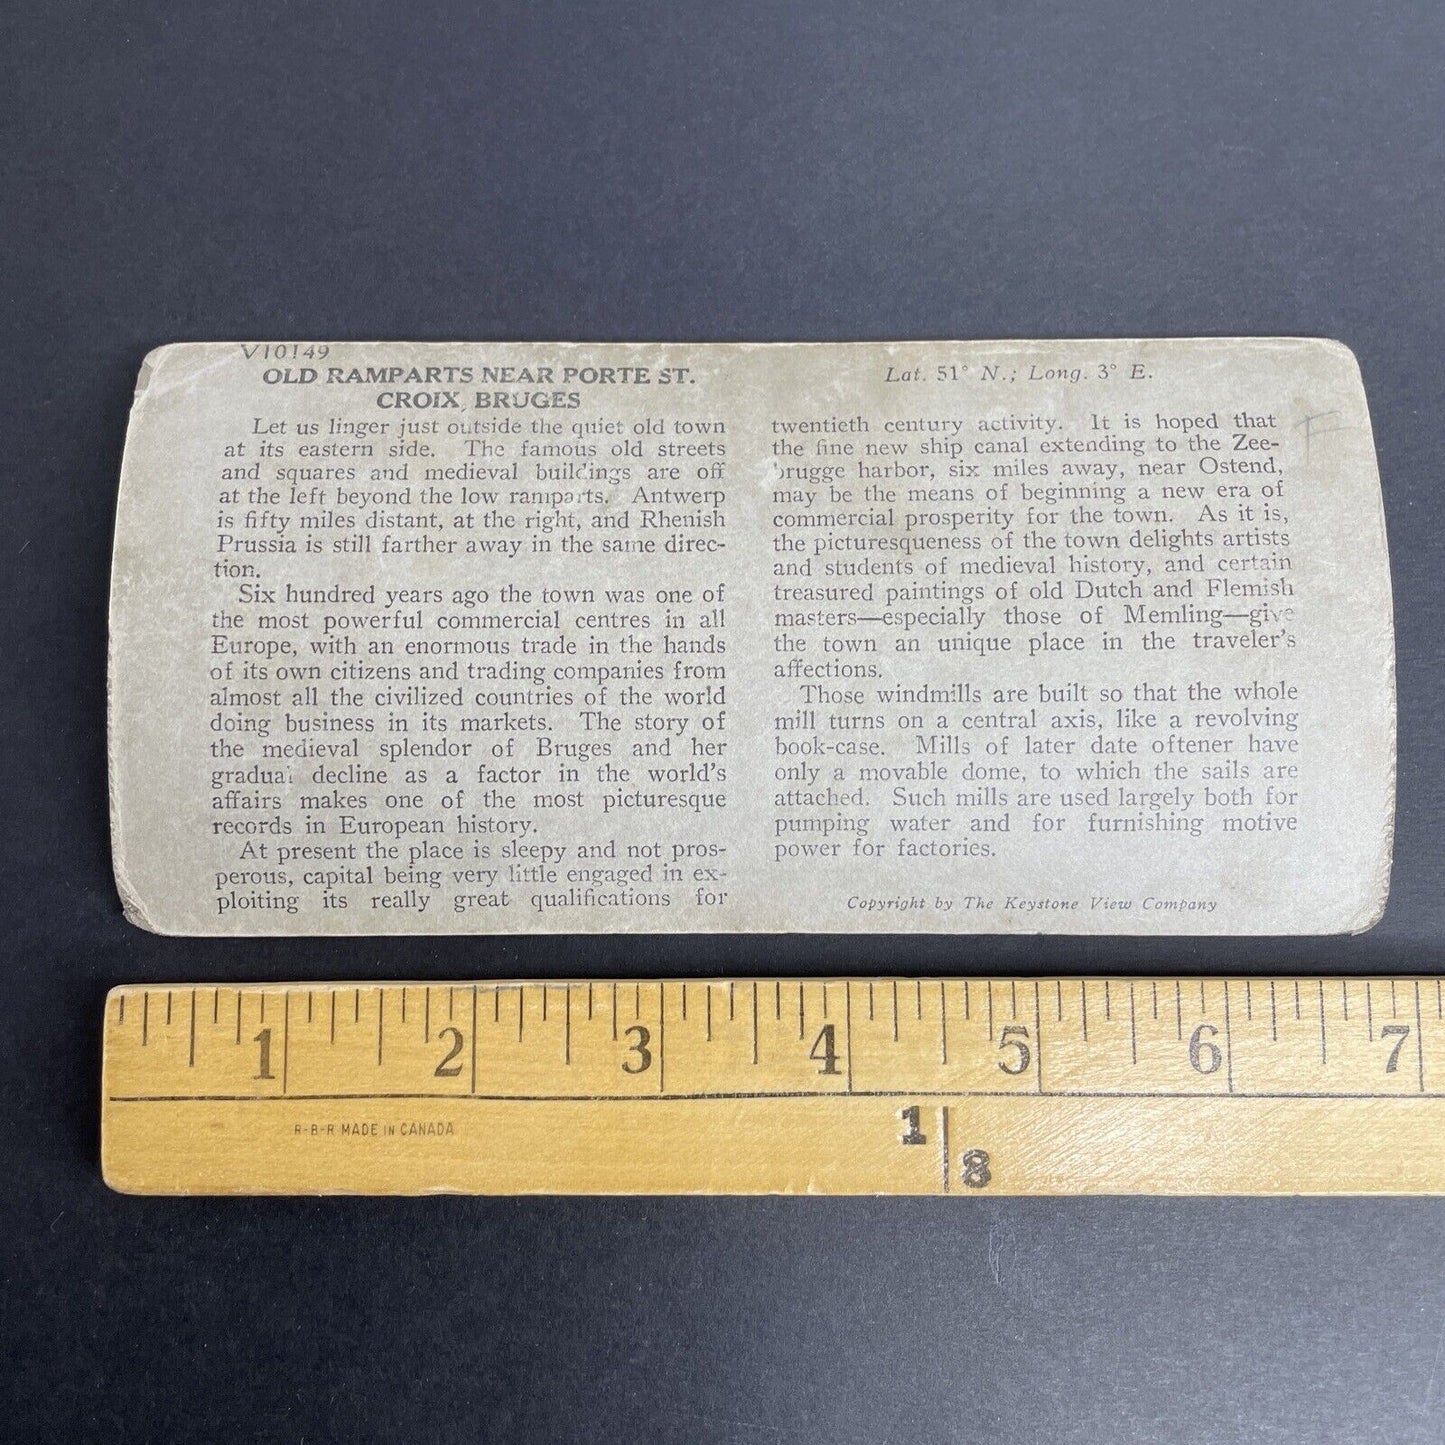 V10149
OLD RAMPARTS NEAR PORTE ST.
CROIX, BRUGES
Let us linger just outside the quiet old town
at its eastern side. The famous old streets
and squares and medieval buildings are off
at the left beyond the low ramparts. Antwerp
is fifty miles distant, at the right, and Rhenish
Prussia is still farther away in the same direc-
tion.
Six hundred years ago the town was one of
the most powerful commercial centres in all
Europe, with an enormous trade in the hands
of its own citizens and trading companies from
almost all the civilized countries of the world
doing business in its markets. The story of
the medieval splendor of Bruges and her
gradual decline as a factor in the world's
affairs makes one of the most picturesque
records in European history.
At present the place is sleepy and not pros-
perous, capital being very little engaged in ex-
ploiting its really great qualifications for
Lat. 51° N.; Long. 3° E.
twentieth century activity. It is hoped that
the fine new ship canal extending to the Zee-
brugge harbor, six miles away, near Ostend,
may be the means of beginning a new era of
commercial prosperity for the town. As it is,
the picturesqueness of the town delights artists
and students of medieval history, and certain
treasured paintings of old Dutch and Flemish
masters—especially those of Memling—give
the town an unique place in the traveler's
affections.
Those windmills are built so that the whole
mill turns on a central axis, like a revolving
book-case. Mills of later date oftener have
only a movable dome, to which the sails are
attached. Such mills are used largely both for
pumping water and for furnishing motive
power for factories.
Copyright by The Keystone View Company
F
1 2 3 4 5 6 7
R-B-R MADE IN CANADA
1
8